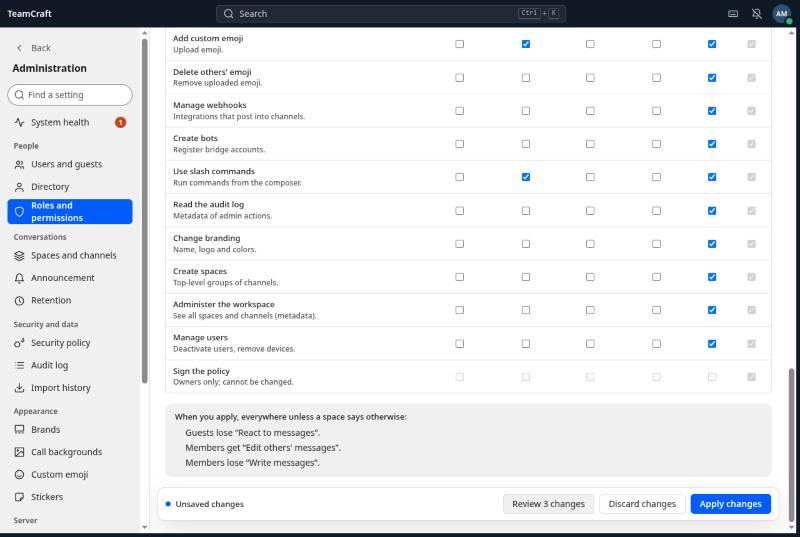 TeamCraft
Search
Ctrl + K
AM
Back
Administration
Find a setting
System health
1
People
Users and guests
Directory
Roles and
permissions
Conversations
Spaces and channels
Announcement
Retention
Security and data
Security policy
Audit log
Import history
Appearance
Brands
Call backgrounds
Custom emoji
Stickers
Server
Add custom emoji
Upload emoji.
Delete others' emoji
Remove uploaded emoji.
Manage webhooks
Integrations that post into channels.
Create bots
Register bridge accounts.
Use slash commands
Run commands from the composer.
Read the audit log
Metadata of admin actions.
Change branding
Name, logo and colors.
Create spaces
Top-level groups of channels.
Administer the workspace
See all spaces and channels (metadata).
Manage users
Deactivate users, remove devices.
Sign the policy
Owners only; cannot be changed.
When you apply, everywhere unless a space says otherwise:
Guests lose “React to messages”.
Members get “Edit others' messages”.
Members lose “Write messages”.
Unsaved changes
Review 3 changes
Discard changes
Apply changes